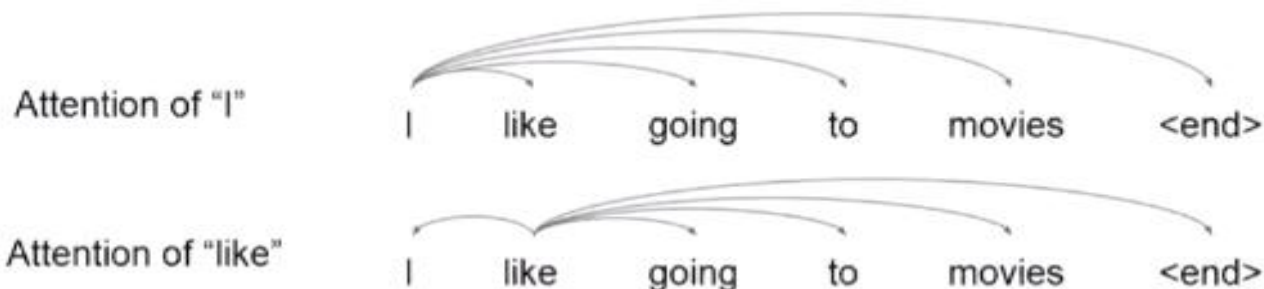 Attention of “I”
I like going to movies <end>
Attention of “like”
I like going to movies <end>